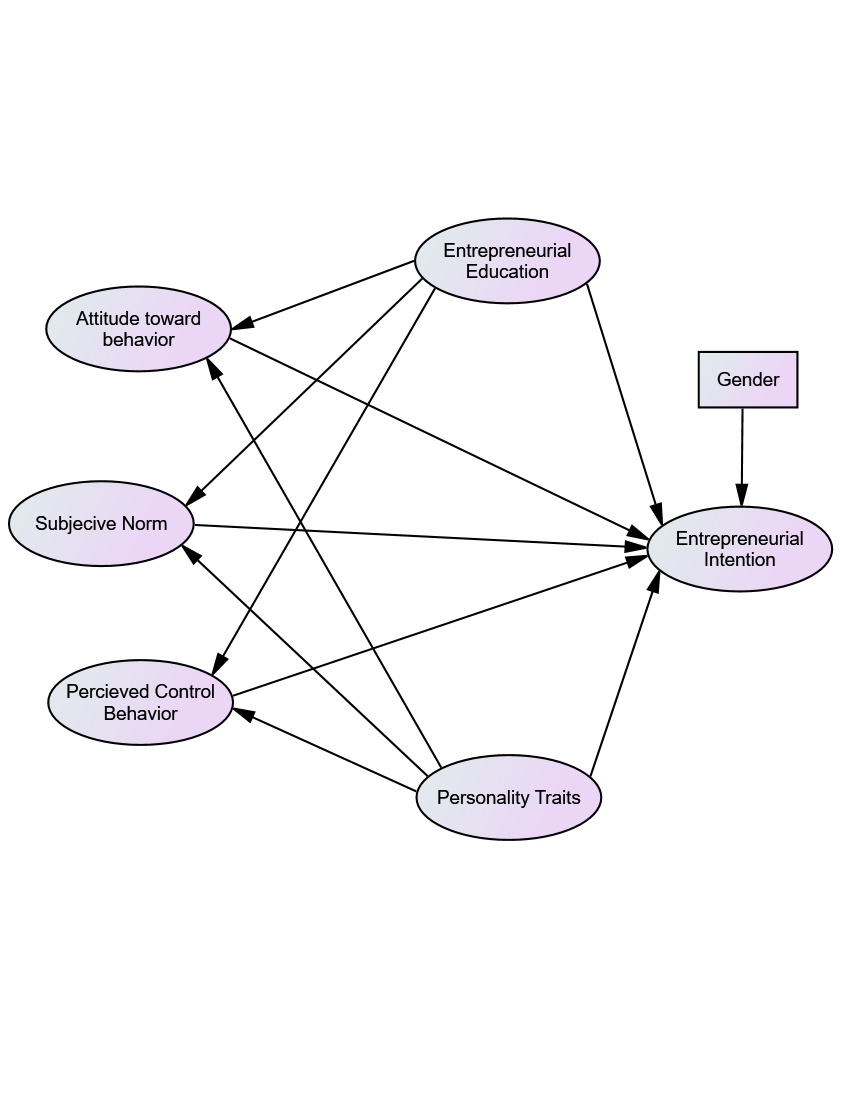 Entrepreneurial
Education
Attitude toward
behavior
Gender
Subjecive Norm
Entrepreneurial
Intention
Percieved Control
Behavior
Personality Traits